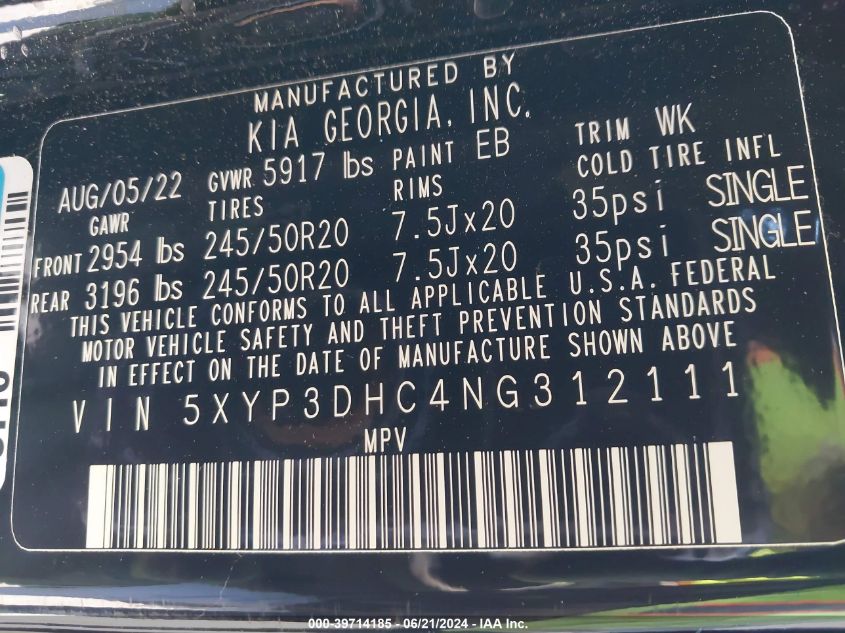 MANUFACTURED BY
KIA GEORGIA, INC.
AUG/05/22 GVWR 5917 lbs PAINT EB TRIM WK
GAWR TIRES RIMS COLD TIRE INFL
FRONT 2954 lbs 245/50R20 7.5Jx20 35psi SINGLE
REAR 3196 lbs 245/50R20 7.5Jx20 35psi SINGLE
THIS VEHICLE CONFORMS TO ALL APPLICABLE U.S.A. FEDERAL
MOTOR VEHICLE SAFETY AND THEFT PREVENTION STANDARDS
IN EFFECT ON THE DATE OF MANUFACTURE SHOWN ABOVE
VIN 5XYP3DHC4NG312111
MPV
000-39714185 - 06/21/2024 - IAA Inc.